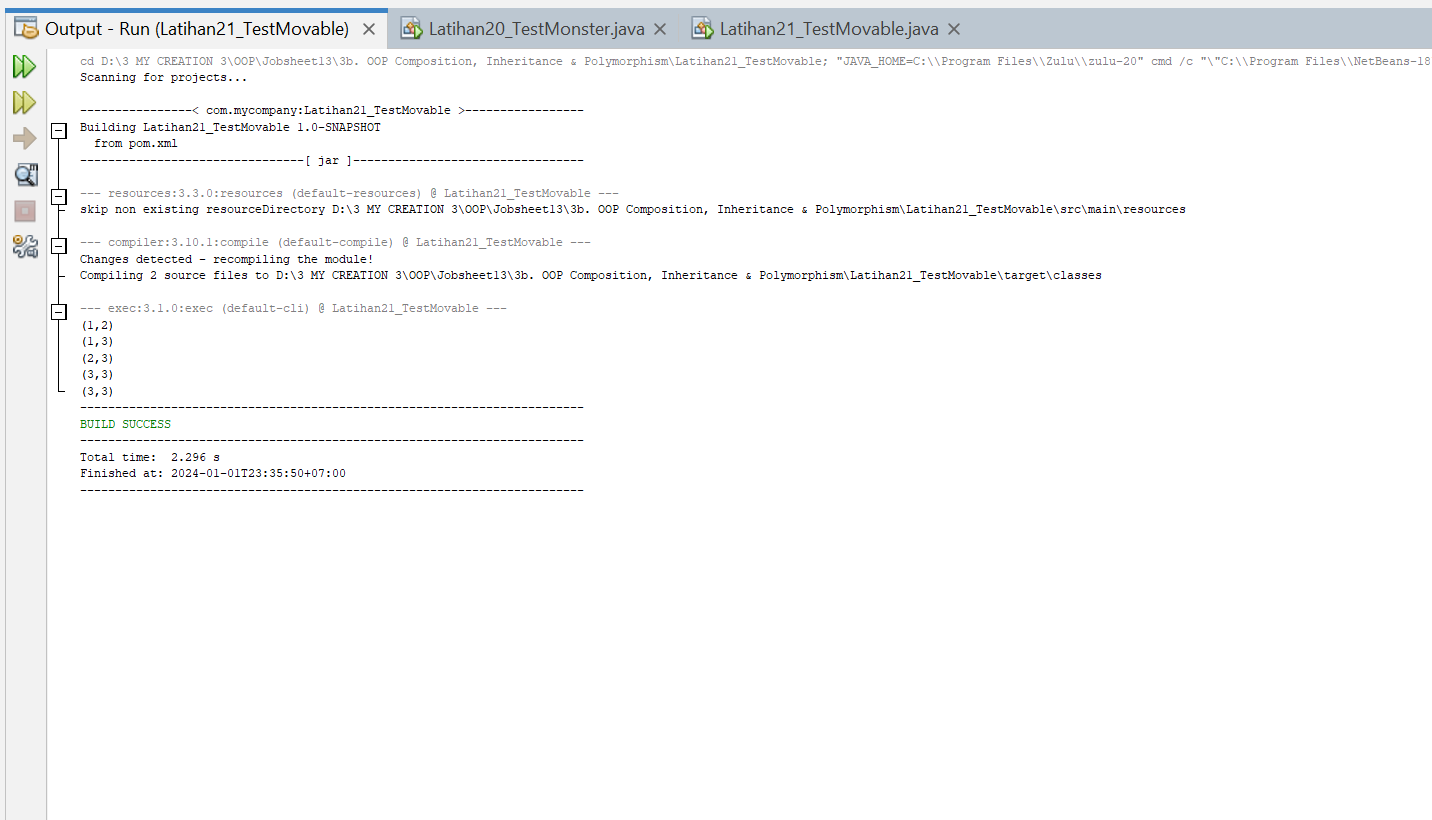 Output - Run (Latihan21_TestMovable) Latihan20_TestMonster.java Latihan21_TestMovable.java
cd D:\3 MY CREATION 3\OOP\Jobsheet13\3b. OOP Composition, Inheritance & Polymorphism\Latihan21_TestMovable; "JAVA_HOME=C:\\Program Files\\Zulu\\zulu-20" cmd /c "\"C:\\Program Files\\NetBeans-18
Scanning for projects...
----------------< com.mycompany:Latihan21_TestMovable >-----------------
Building Latihan21_TestMovable 1.0-SNAPSHOT
from pom.xml
--------------------------------[ jar ]---------------------------------
--- resources:3.3.0:resources (default-resources) @ Latihan21_TestMovable ---
skip non existing resourceDirectory D:\3 MY CREATION 3\OOP\Jobsheet13\3b. OOP Composition, Inheritance & Polymorphism\Latihan21_TestMovable\src\main\resources
--- compiler:3.10.1:compile (default-compile) @ Latihan21_TestMovable ---
Changes detected - recompiling the module!
Compiling 2 source files to D:\3 MY CREATION 3\OOP\Jobsheet13\3b. OOP Composition, Inheritance & Polymorphism\Latihan21_TestMovable\target\classes
--- exec:3.1.0:exec (default-cli) @ Latihan21_TestMovable ---
(1,2)
(1,3)
(2,3)
(3,3)
(3,3)
------------------------------------------------------------------------
BUILD SUCCESS
------------------------------------------------------------------------
Total time:  2.296 s
Finished at: 2024-01-01T23:35:50+07:00
------------------------------------------------------------------------